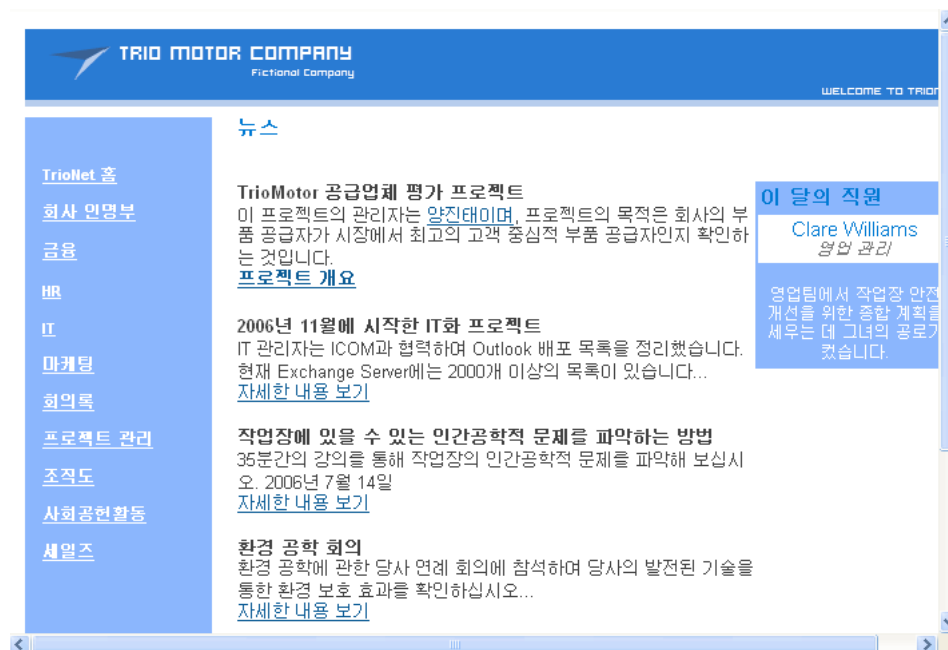 TRIO MOTOR COMPANY
Fictional Company
WELCOME TO TRION
TrioNet 홈
회사 인명부
금융
HR
IT
마케팅
회의록
프로젝트 관리
조직도
사회공헌활동
세일즈
뉴스
TrioMotor 공급업체 평가 프로젝트
이 프로젝트의 관리자는 양진태이며, 프로젝트의 목적은 회사의 부
품 공급자가 시장에서 최고의 고객 중심적 부품 공급자인지 확인하
는 것입니다.
프로젝트 개요
2006년 11월에 시작한 IT화 프로젝트
IT 관리자는 ICOM과 협력하여 Outlook 배포 목록을 정리했습니다.
현재 Exchange Server에는 2000개 이상의 목록이 있습니다...
자세한 내용 보기
작업장에 있을 수 있는 인간공학적 문제를 파악하는 방법
35분간의 강의를 통해 작업장의 인간공학적 문제를 파악해 보십시
오. 2006년 7월 14일
자세한 내용 보기
환경 공학 회의
환경 공학에 관한 당사 연례 회의에 참석하여 당사의 발전된 기술을
통한 환경 보호 효과를 확인하십시오...
자세한 내용 보기
이 달의 직원
Clare Williams
영업 관리
영업팀에서 작업장 안전
개선을 위한 종합 계획을
세우는 데 그녀의 공로가
컸습니다.